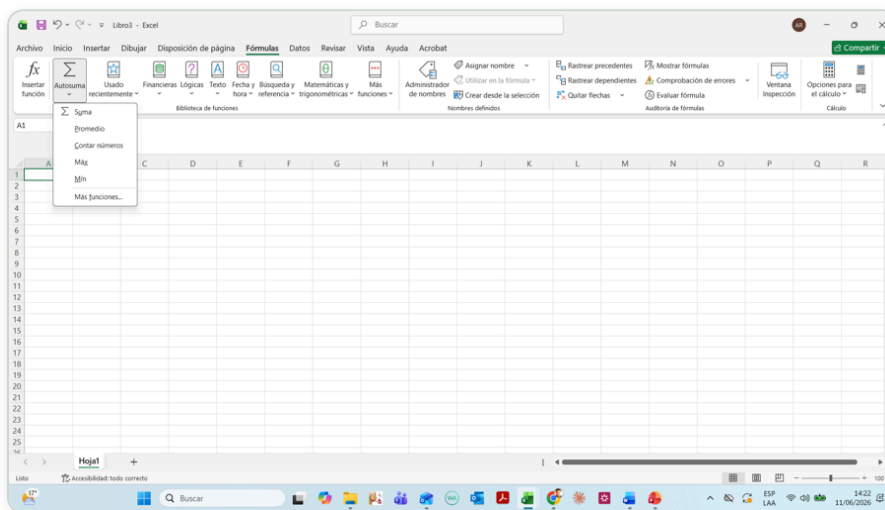 Libro3 - Excel
Buscar
AR
Archivo Inicio Insertar Dibujar Disposición de página Fórmulas Datos Revisar Vista Ayuda Acrobat
Compartir
fx Insertar función
Autosuma
Usado recientemente
Financieras
Lógicas
Texto
Fecha y hora
Búsqueda y referencia
Matemáticas y trigonométricas
Más funciones
Biblioteca de funciones
Administrador de nombres
Asignar nombre
Utilizar en la fórmula
Crear desde la selección
Nombres definidos
Rastrear precedentes
Rastrear dependientes
Quitar flechas
Mostrar fórmulas
Comprobación de errores
Evaluar fórmula
Auditoría de fórmulas
Ventana Inspección
Opciones para el cálculo
Cálculo
A1
Suma
Promedio
Contar números
Máx
Mín
Más funciones...
A C D E F G H I J K L M N O P Q R
1
2
3
4
5
6
7
8
9
10
11
12
13
14
15
16
17
18
19
20
21
22
23
24
25
Hoja1
Listo
Accesibilidad: todo correcto
100
17°
Buscar
WA
ESP
LAA
14:22
11/06/2026